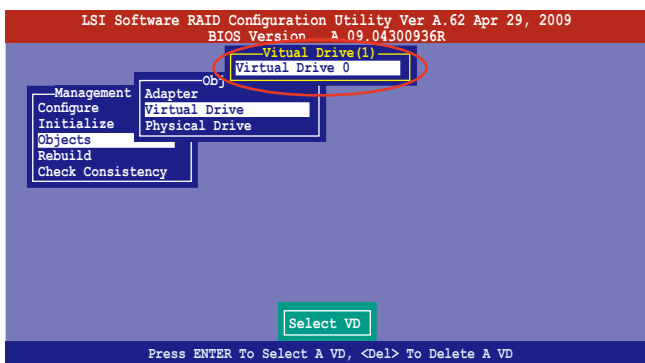 LSI Software RAID Configuration Utility Ver A.62 Apr 29, 2009
BIOS Version A.09.04300936R
Vitual Drive(1)
Virtual Drive 0
Obj
Adapter
Virtual Drive
Physical Drive
Management
Configure
Initialize
Objects
Rebuild
Check Consistency
Select VD
Press ENTER To Select A VD, <Del> To Delete A VD